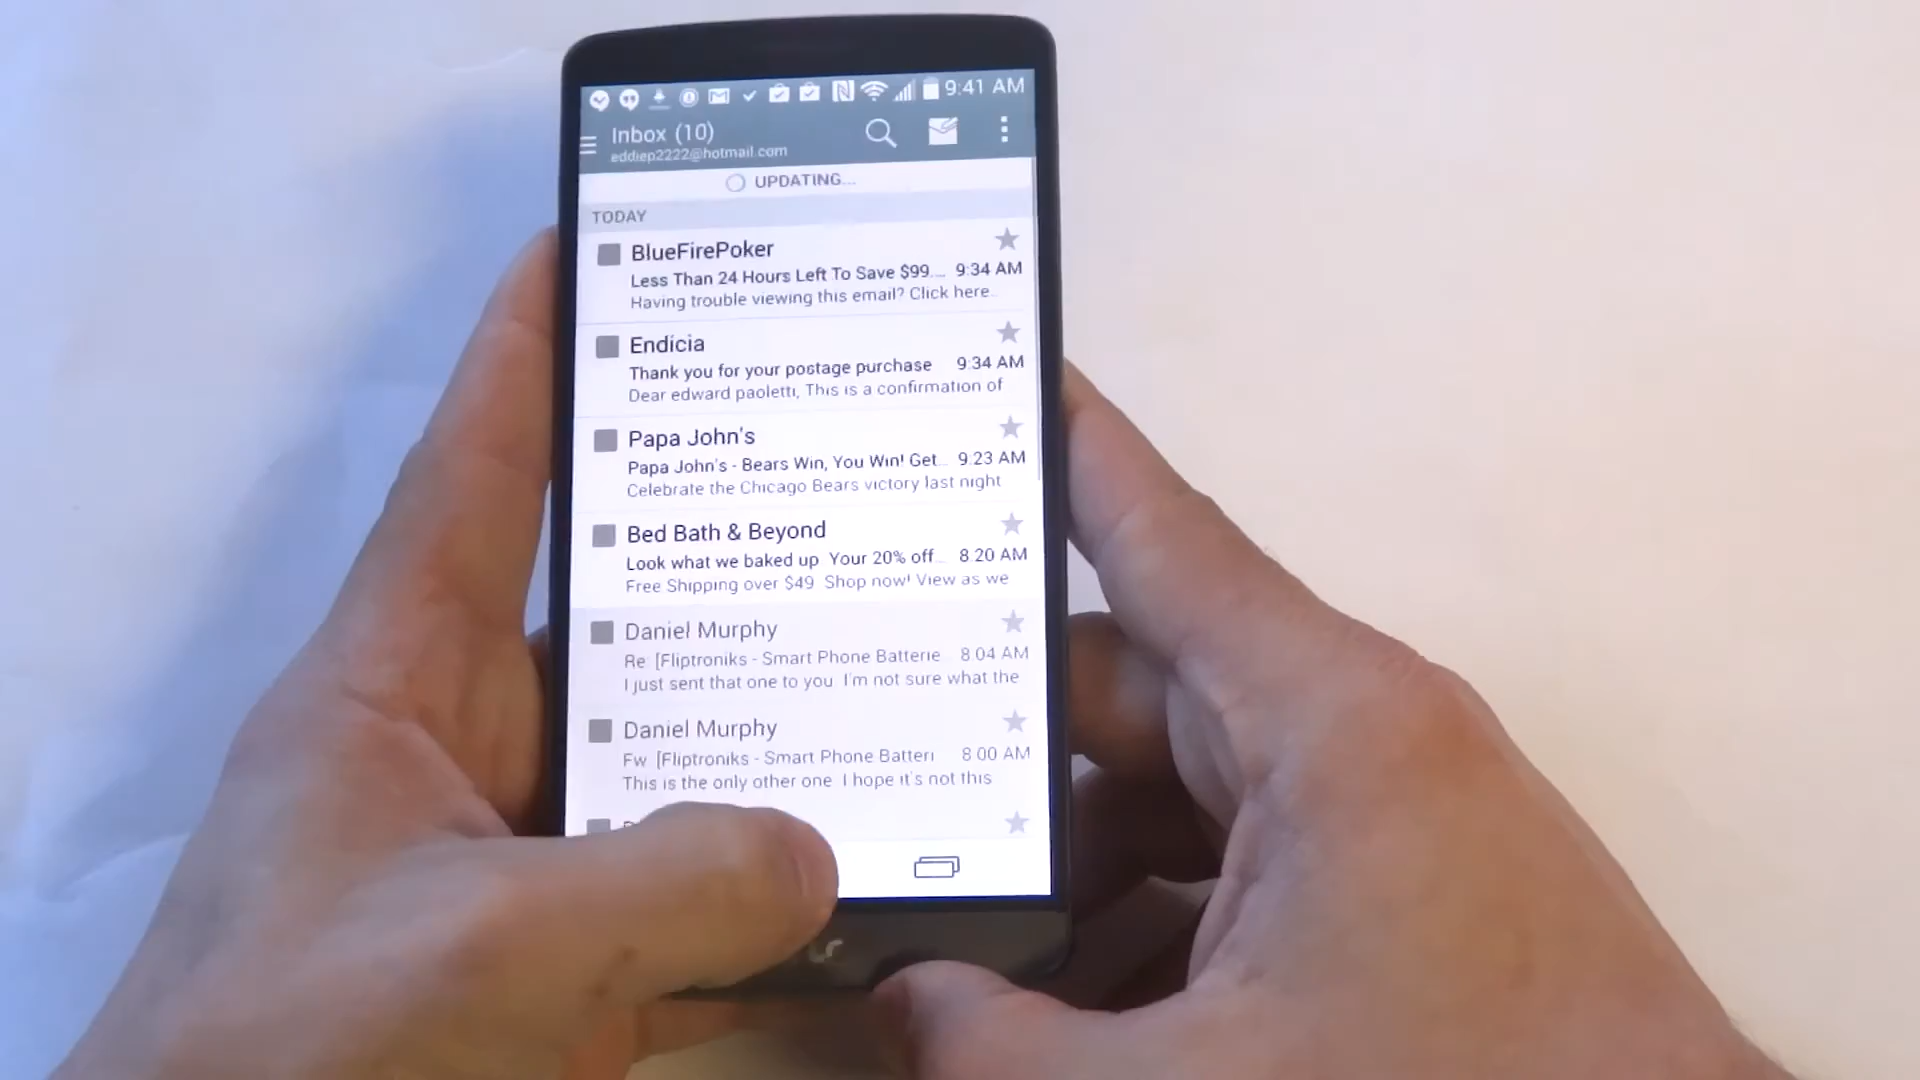 9:41 AM
Inbox (10)
eddiep2222@hotmail.com
UPDATING...
TODAY
BlueFirePoker
Less Than 24 Hours Left To Save $99... 9:34 AM
Having trouble viewing this email? Click here..
Endicia
Thank you for your postage purchase 9:34 AM
Dear edward paoletti, This is a confirmation of
Papa John's
Papa John's - Bears Win, You Win! Get... 9:23 AM
Celebrate the Chicago Bears victory last night
Bed Bath & Beyond
Look what we baked up Your 20% off... 8:20 AM
Free Shipping over $49 Shop now! View as we
Daniel Murphy
Re: [Fliptroniks - Smart Phone Batterie 8:04 AM
I just sent that one to you. I'm not sure what the
Daniel Murphy
Fw: [Fliptroniks - Smart Phone Batteri 8:00 AM
This is the only other one. I hope it's not this